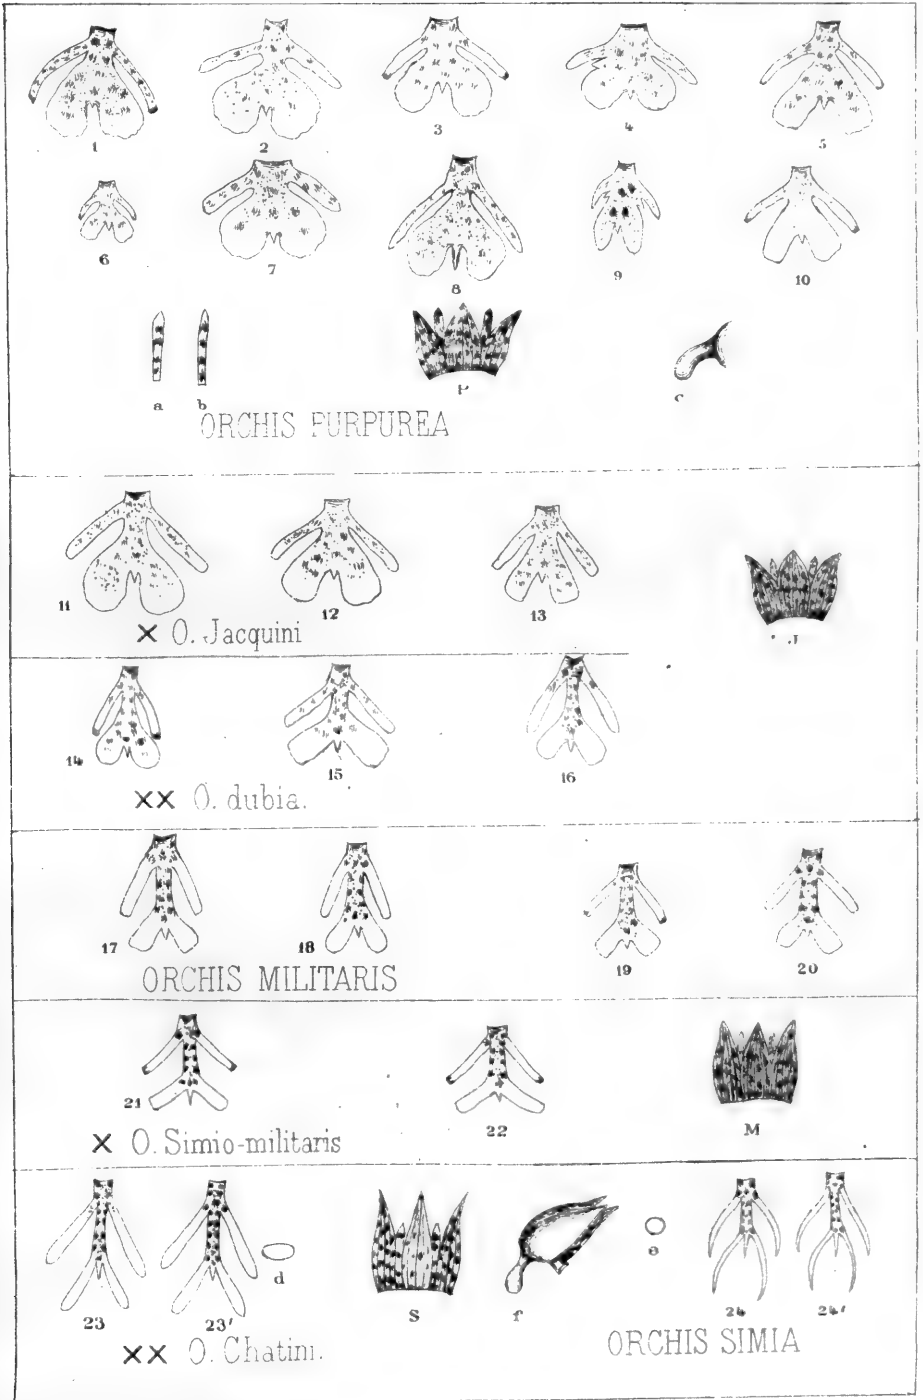 1 2 3 4 5
6 7 8 9 10
a b P c
ORCHIS PURPUREA
11 12 13 J
× O. Jacquini
14 15 16
×× O. dubia.
17 18 19 20
ORCHIS MILITARIS
21 22 M
× O. Simio-militaris
23 23' d S f e 24 24'
×× O. Chatini.
ORCHIS SIMIA